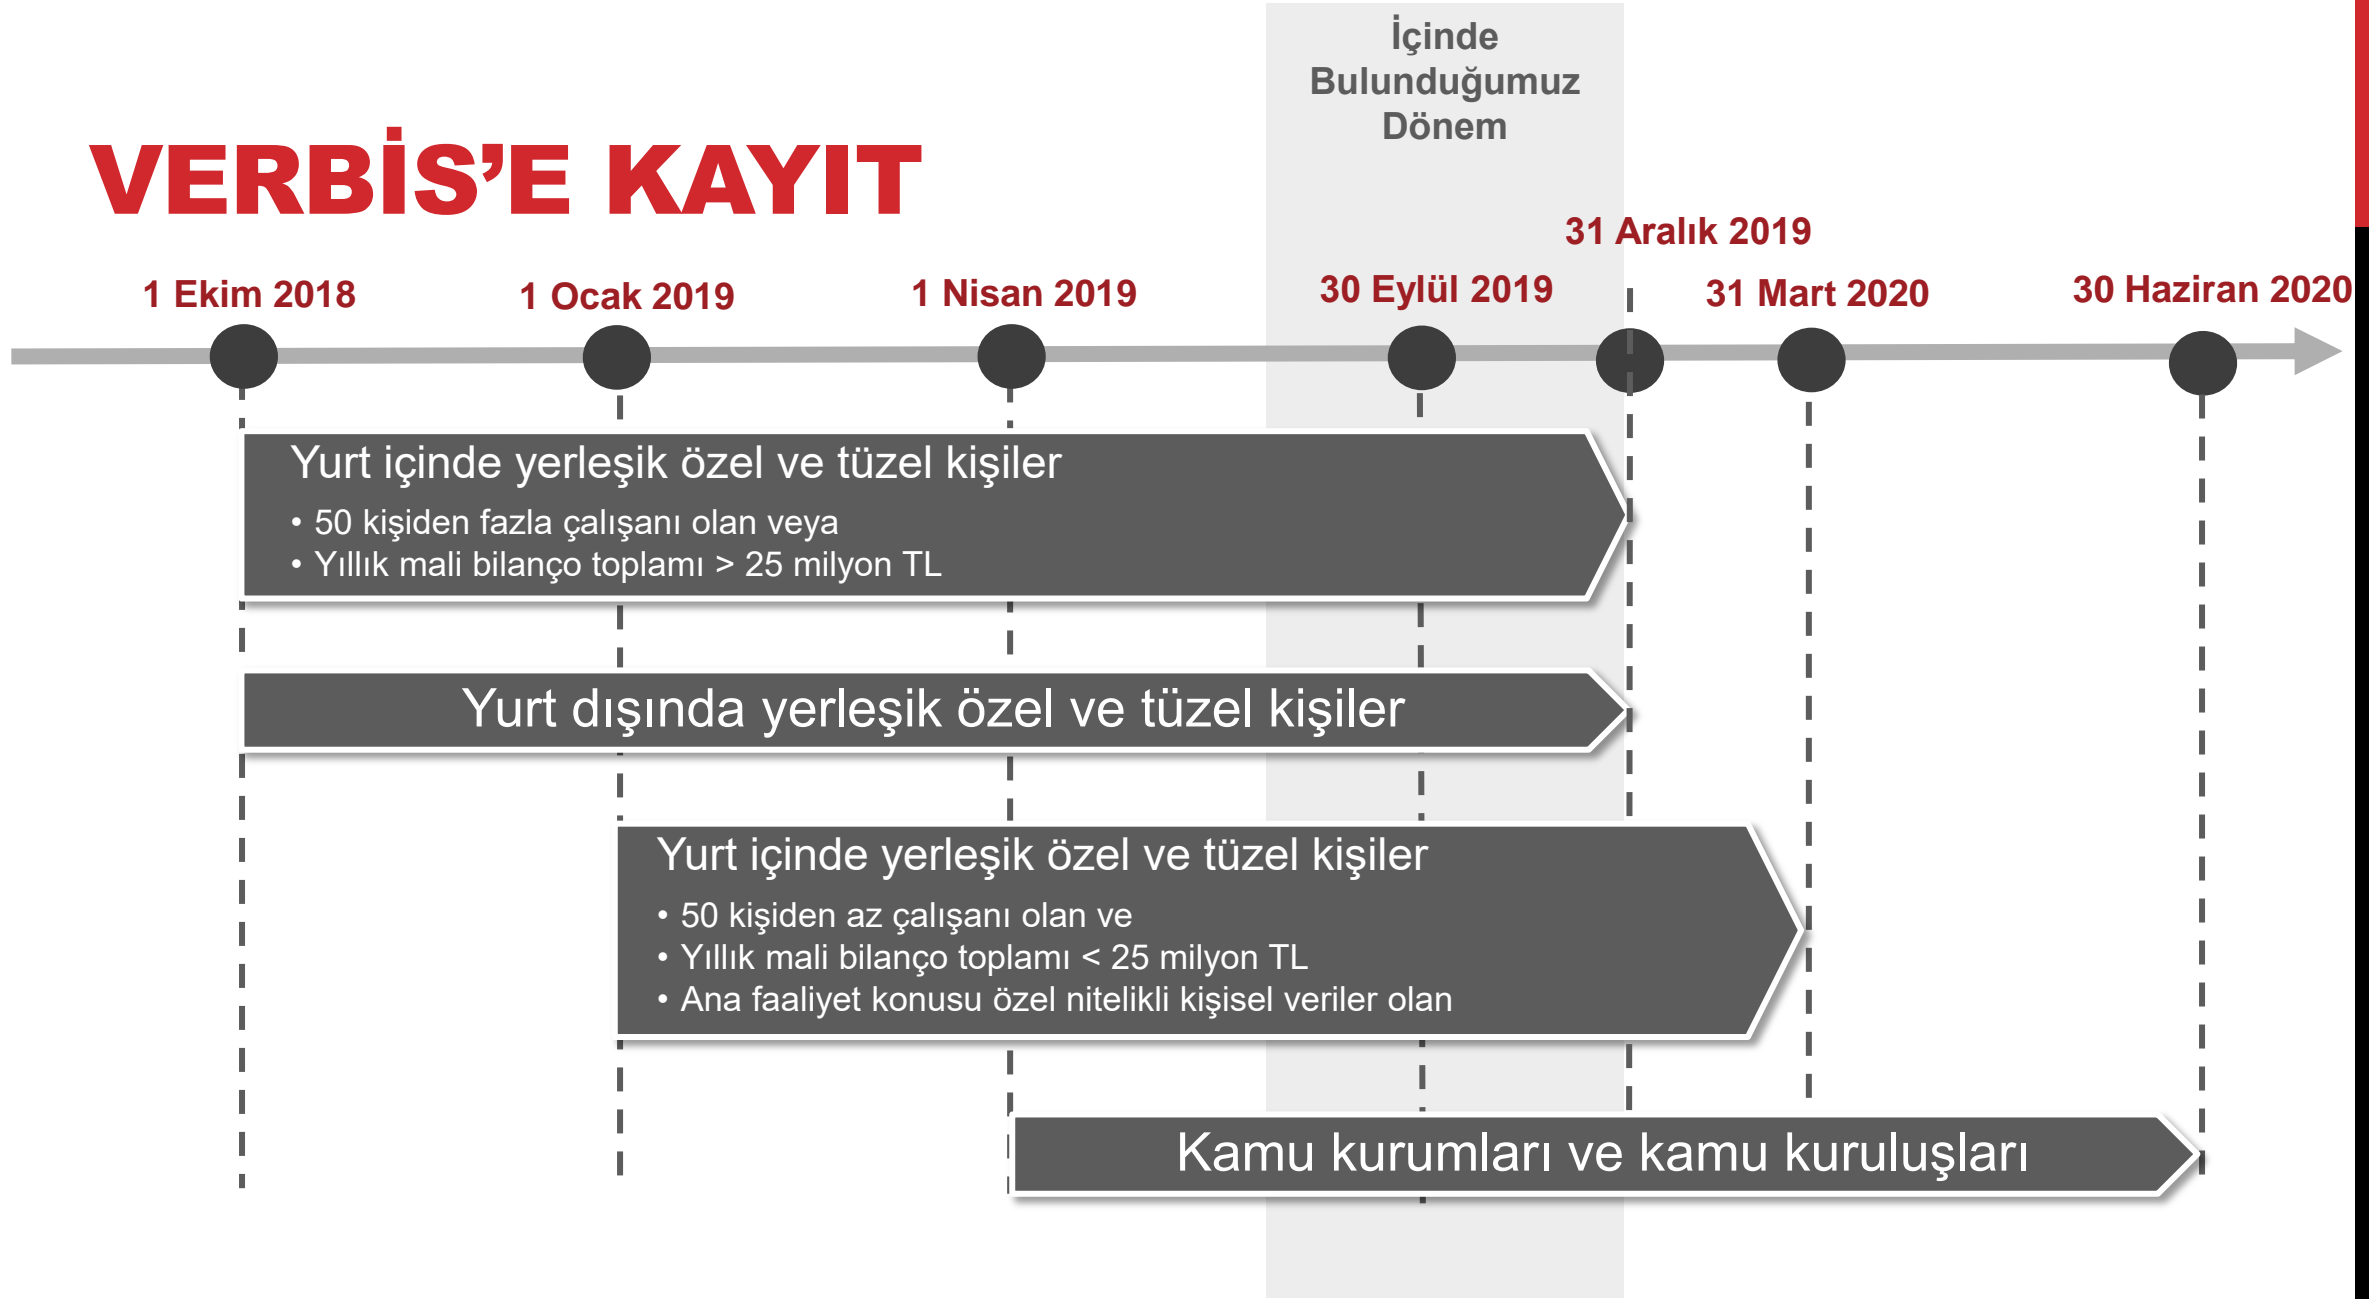 İçinde
Bulunduğumuz
Dönem
VERBİS’E KAYIT
31 Aralık 2019
1 Ekim 2018
1 Ocak 2019
1 Nisan 2019
30 Eylül 2019
31 Mart 2020
30 Haziran 2020
Yurt içinde yerleşik özel ve tüzel kişiler
• 50 kişiden fazla çalışanı olan veya
• Yıllık mali bilanço toplamı > 25 milyon TL
Yurt dışında yerleşik özel ve tüzel kişiler
Yurt içinde yerleşik özel ve tüzel kişiler
• 50 kişiden az çalışanı olan ve
• Yıllık mali bilanço toplamı < 25 milyon TL
• Ana faaliyet konusu özel nitelikli kişisel veriler olan
Kamu kurumları ve kamu kuruluşları